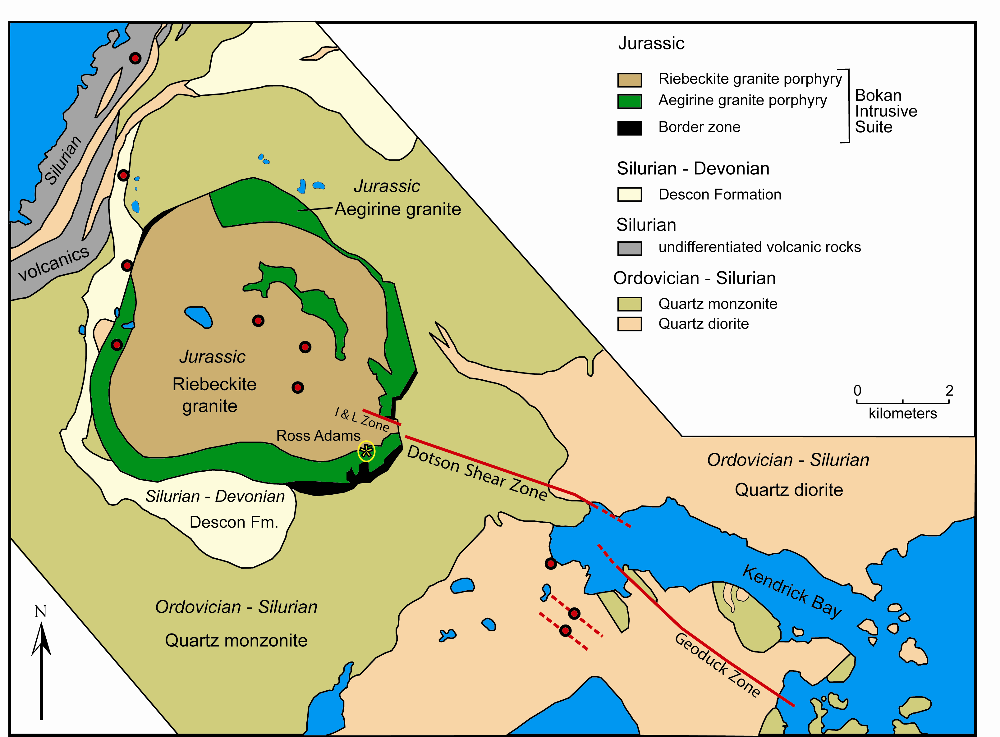 Jurassic
Riebeckite granite porphyry
Aegirine granite porphyry
Border zone
Bokan
Intrusive
Suite
Silurian - Devonian
Descon Formation
Silurian
undifferentiated volcanic rocks
Ordovician - Silurian
Quartz monzonite
Quartz diorite
0 2
kilometers
Silurian
volcanics
Jurassic
Aegirine granite
Jurassic
Riebeckite
granite
I & L Zone
Ross Adams
Dotson Shear Zone
Silurian - Devonian
Descon Fm.
Ordovician - Silurian
Quartz diorite
Kendrick Bay
Geoduck Zone
Ordovician - Silurian
Quartz monzonite
N